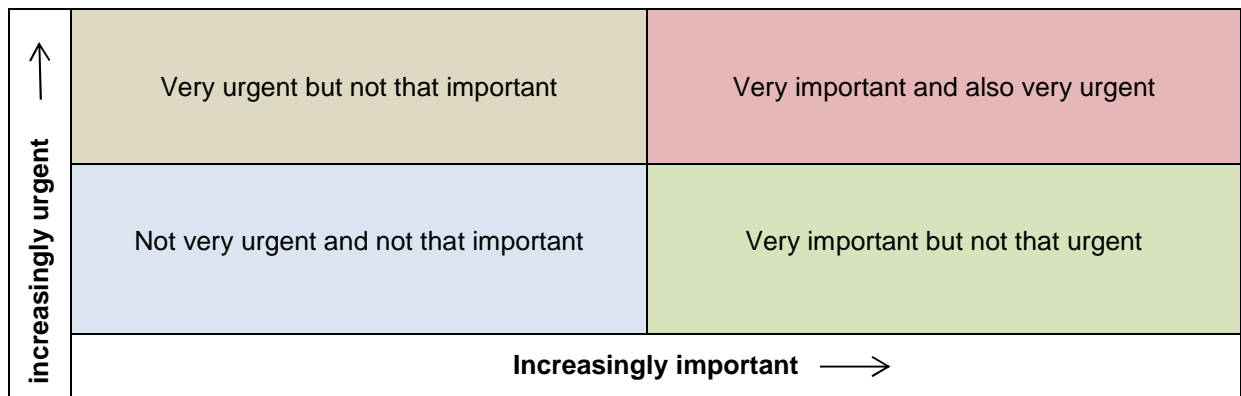 increasingly urgent
Very urgent but not that important
Very important and also very urgent
Not very urgent and not that important
Very important but not that urgent
Increasingly important